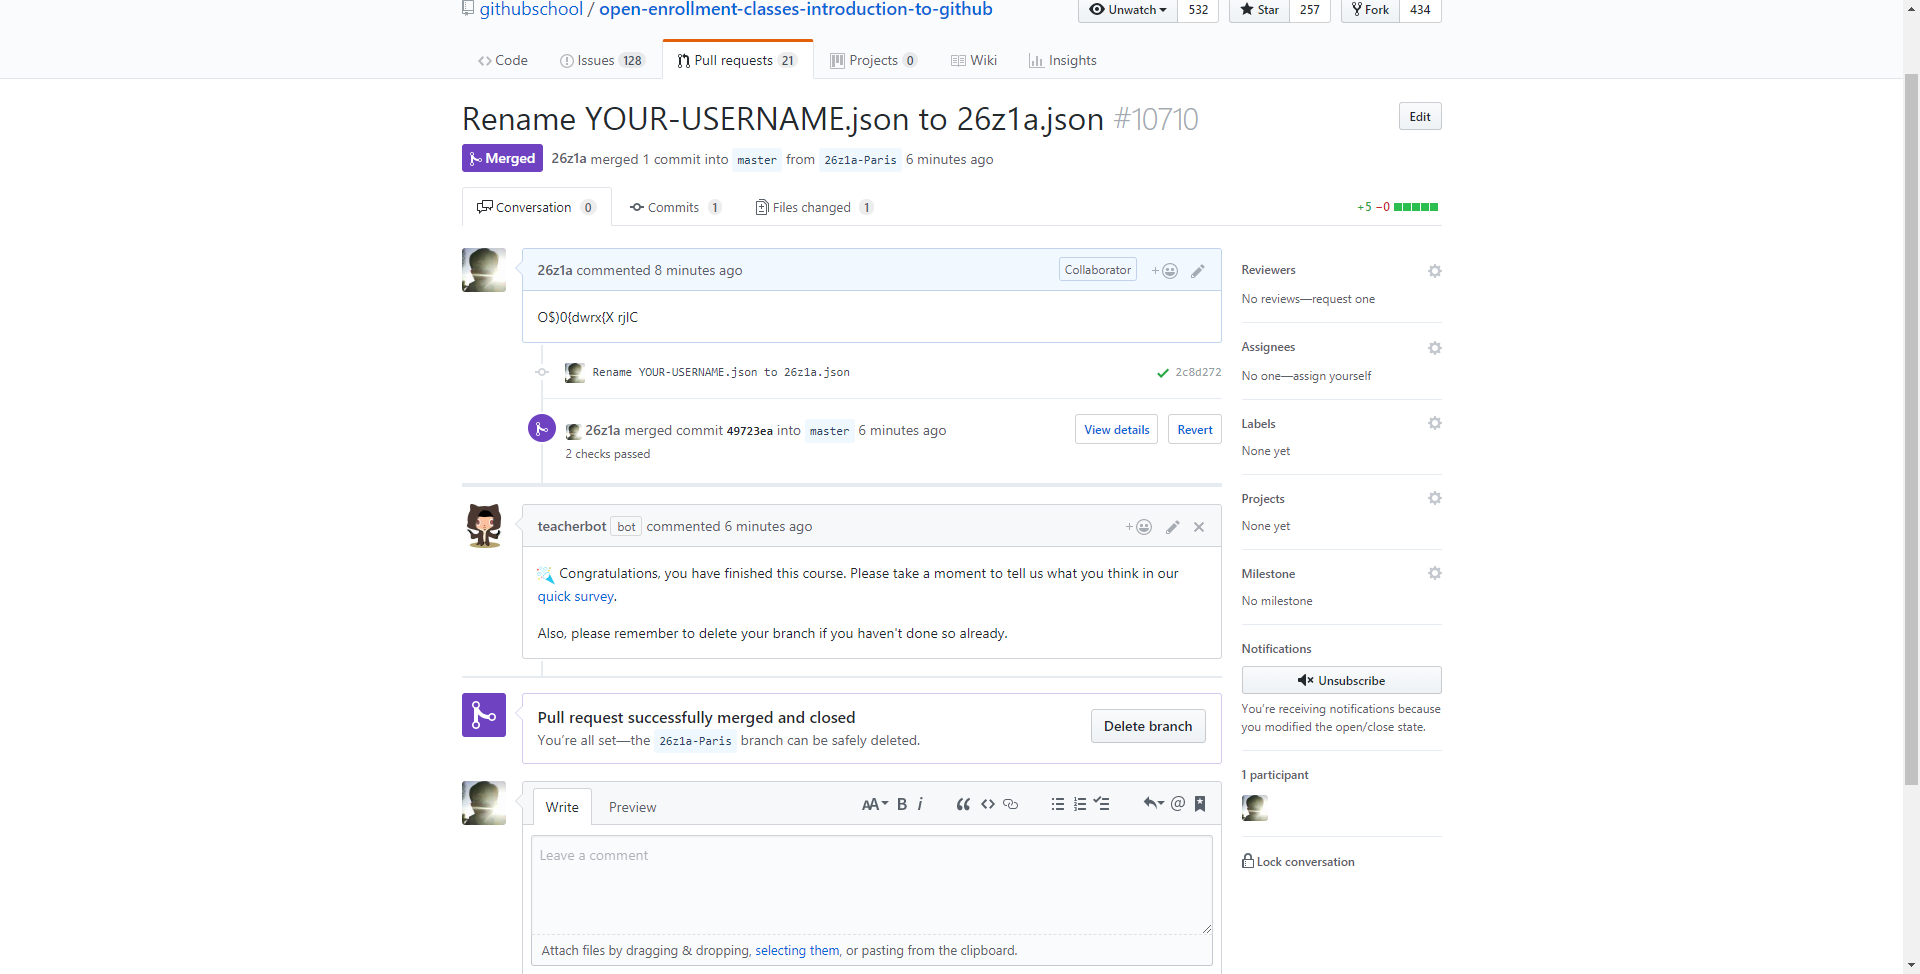 githubschool / open-enrollment-classes-introduction-to-github
Unwatch 532 Star 257 Fork 434
Code Issues 128 Pull requests 21 Projects 0 Wiki Insights
Rename YOUR-USERNAME.json to 26z1a.json #10710 Edit
Merged 26z1a merged 1 commit into master from 26z1a-Paris 6 minutes ago
Conversation 0 Commits 1 Files changed 1 +5 −0
26z1a commented 8 minutes ago Collaborator
O$)0{dwrx{X rjIC
Rename YOUR-USERNAME.json to 26z1a.json 2c8d272
26z1a merged commit 49723ea into master 6 minutes ago View details Revert
2 checks passed
teacherbot bot commented 6 minutes ago
Congratulations, you have finished this course. Please take a moment to tell us what you think in our
quick survey.
Also, please remember to delete your branch if you haven't done so already.
Pull request successfully merged and closed
You’re all set—the 26z1a-Paris branch can be safely deleted.
Delete branch
Write Preview AA B i
Leave a comment
Attach files by dragging & dropping, selecting them, or pasting from the clipboard.
Reviewers
No reviews—request one
Assignees
No one—assign yourself
Labels
None yet
Projects
None yet
Milestone
No milestone
Notifications
Unsubscribe
You’re receiving notifications because
you modified the open/close state.
1 participant
Lock conversation